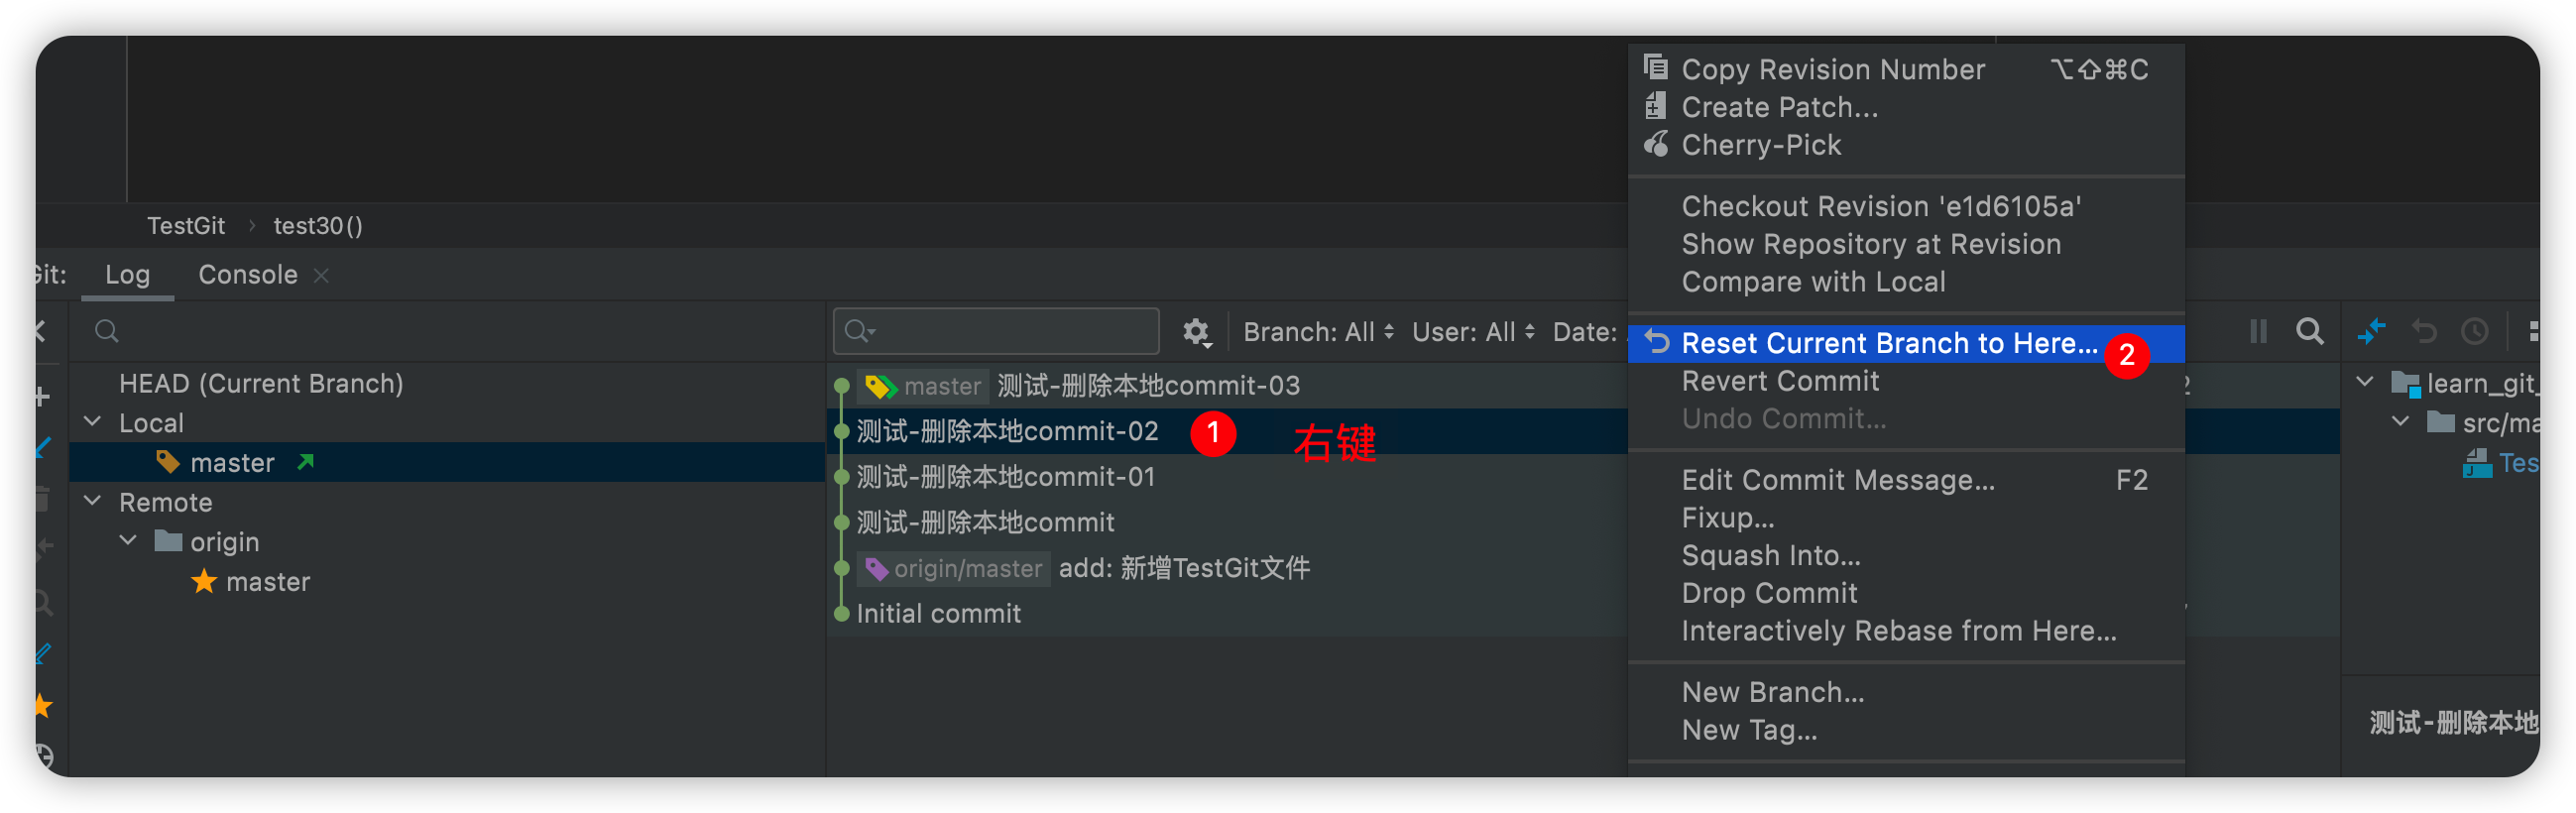 TestGit
test30()
Git:
Log
Console
Branch: All
User: All
Date:
HEAD (Current Branch)
Local
master
Remote
origin
master
master 测试-删除本地commit-03
测试-删除本地commit-02
1
右键
测试-删除本地commit-01
测试-删除本地commit
origin/master add: 新增TestGit文件
Initial commit
Copy Revision Number ⌥⇧⌘C
Create Patch...
Cherry-Pick
Checkout Revision 'e1d6105a'
Show Repository at Revision
Compare with Local
Reset Current Branch to Here...
2
Revert Commit
Undo Commit...
Edit Commit Message... F2
Fixup...
Squash Into...
Drop Commit
Interactively Rebase from Here...
New Branch...
New Tag...
learn_git_
src/ma
Tes
测试-删除本地